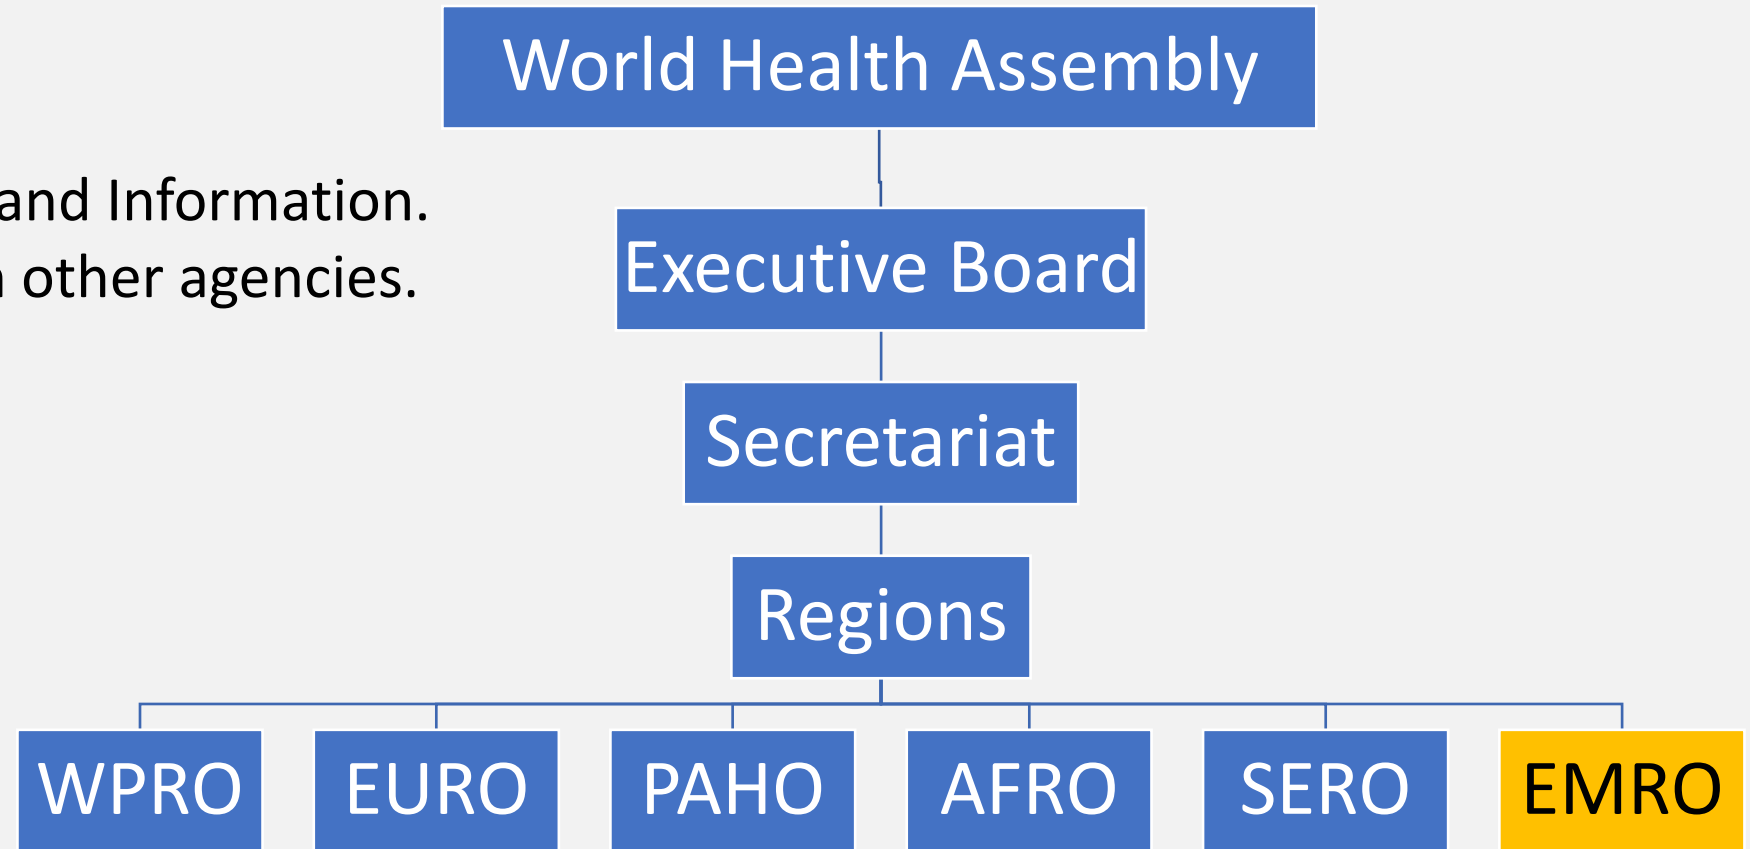 World Health Assembly
and Information.
other agencies.
Executive Board
Secretariat
Regions
WPRO
EURO
PAHO
AFRO
SERO
EMRO